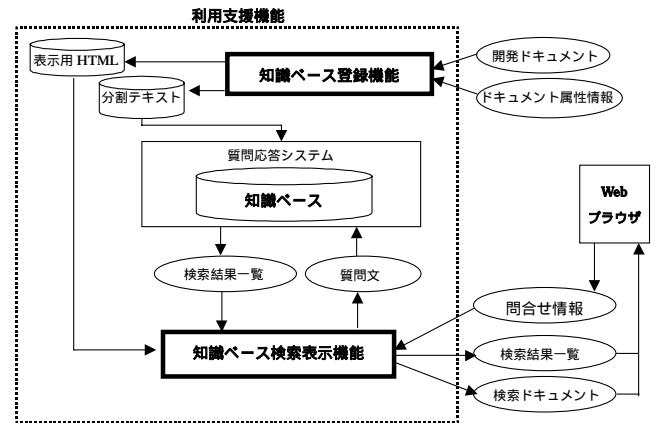 利用支援機能
表示用 HTML
知識ベース登録機能
開発ドキュメント
分割テキスト
ドキュメント属性情報
質問応答システム
知識ベース
Web
ブラウザ
検索結果一覧
質問文
問合せ情報
知識ベース検索表示機能
検索結果一覧
検索ドキュメント